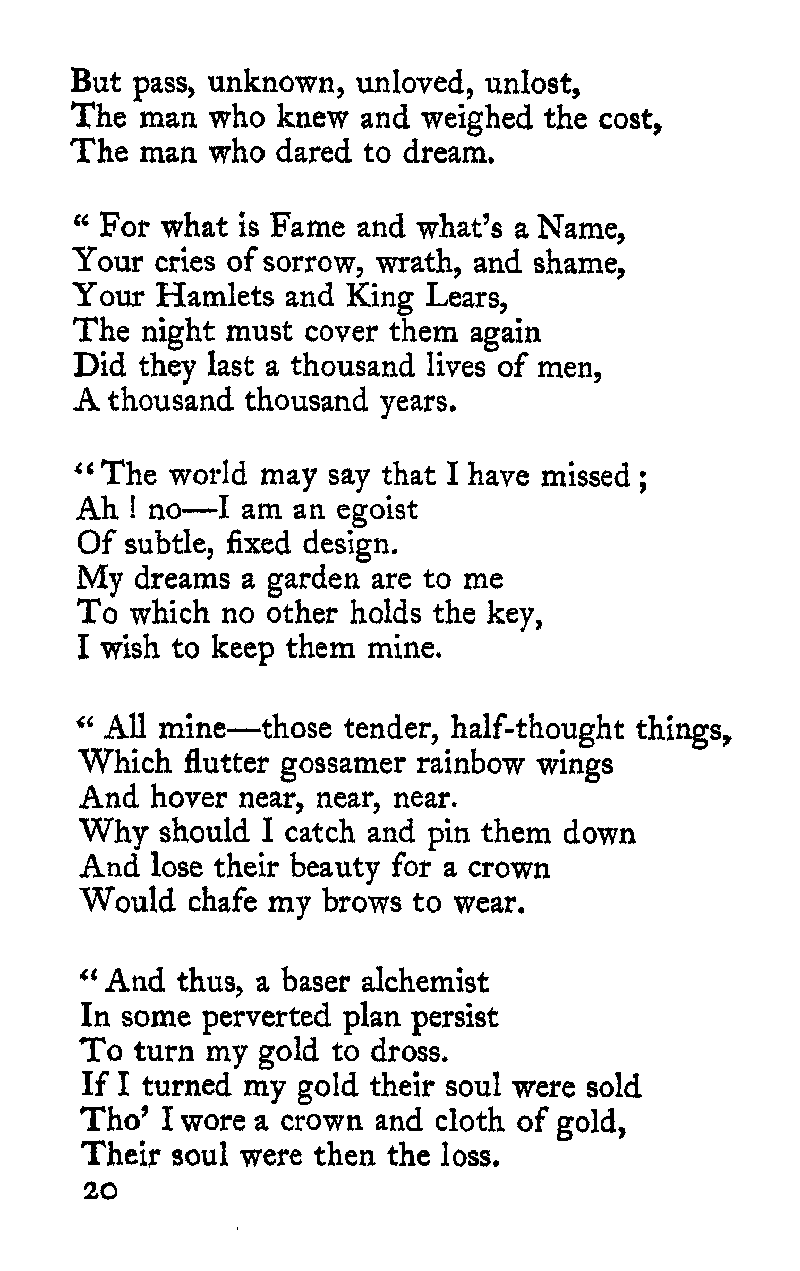 But pass, unknown, unloved, unlost,
The man who knew and weighed the cost,
The man who dared to dream.

“ For what is Fame and what’s a Name,
Your cries of sorrow, wrath, and shame,
Your Hamlets and King Lears,
The night must cover them again
Did they last a thousand lives of men,
A thousand thousand years.

“ The world may say that I have missed ;
Ah ! no—I am an egoist
Of subtle, fixed design.
My dreams a garden are to me
To which no other holds the key,
I wish to keep them mine.

“ All mine—those tender, half-thought things,
Which flutter gossamer rainbow wings
And hover near, near, near.
Why should I catch and pin them down
And lose their beauty for a crown
Would chafe my brows to wear.

“ And thus, a baser alchemist
In some perverted plan persist
To turn my gold to dross.
If I turned my gold their soul were sold
Tho’ I wore a crown and cloth of gold,
Their soul were then the loss.
20